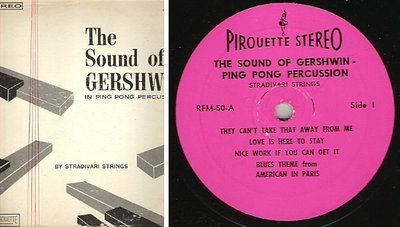 EREO
The
Sound of
GERSHW
IN PING PONG PERCUS
BY STRADIVARI STRINGS
PIROUETTE STEREO
THE SOUND OF GERSHWIN -
PING PONG PERCUSSION
STRADIVARI STRINGS
RFM-50-A
Side 1
THEY CAN'T TAKE THAT AWAY FROM ME
LOVE IS HERE TO STAY
NICE WORK IF YOU CAN GET IT
BLUES THEME from
AMERICAN IN PARIS